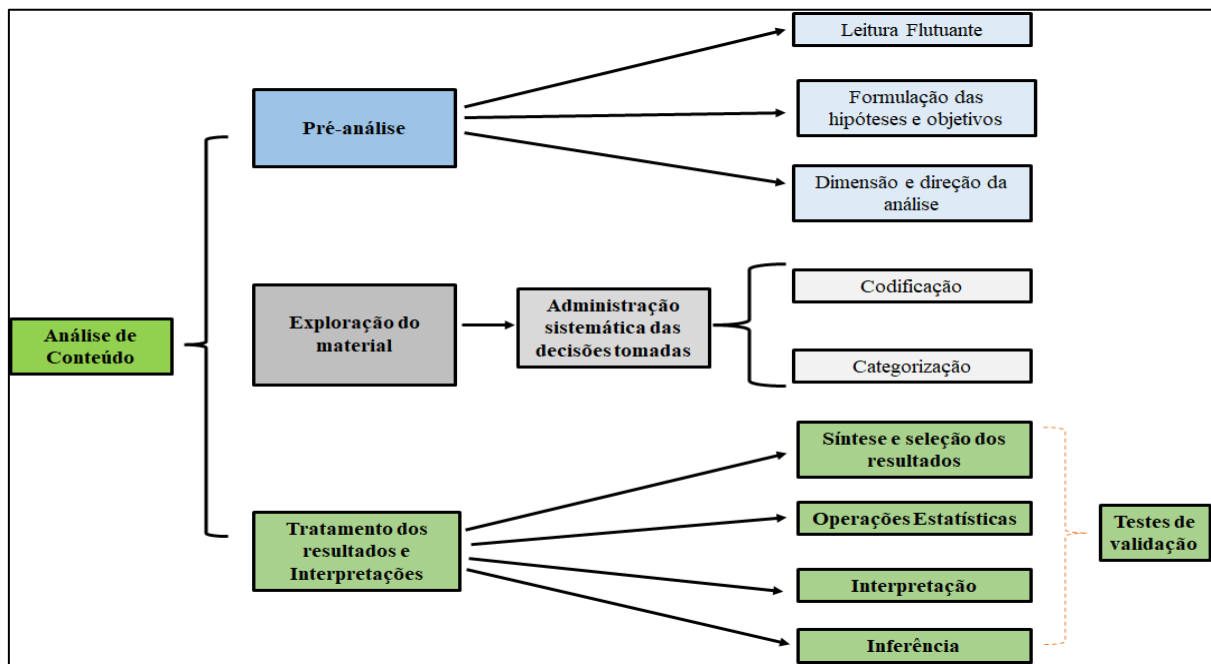 Leitura Flutuante
Pré-análise
Formulação das
hipóteses e objetivos
Dimensão e direção da
análise
Análise de
Conteúdo
Exploração do
material
Administração
sistemática das
decisões tomadas
Codificação
Categorização
Tratamento dos
resultados e
Interpretações
Síntese e seleção dos
resultados
Operações Estatísticas
Interpretação
Inferência
Testes de
validação